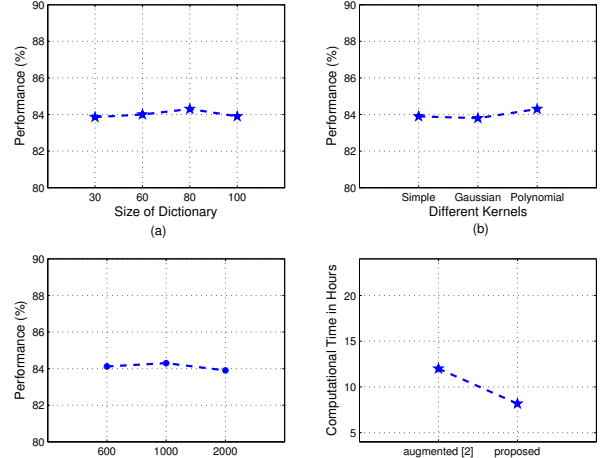 90
88
86
84
82
80
Performance (%)
30 60 80 100
Size of Dictionary
(a)
90
88
86
84
82
80
Performance (%)
Simple Gaussian Polynomial
Different Kernels
(b)
90
88
86
84
82
80
Performance (%)
600 1000 2000
20
15
10
5
Computational Time in Hours
augmented [2] proposed